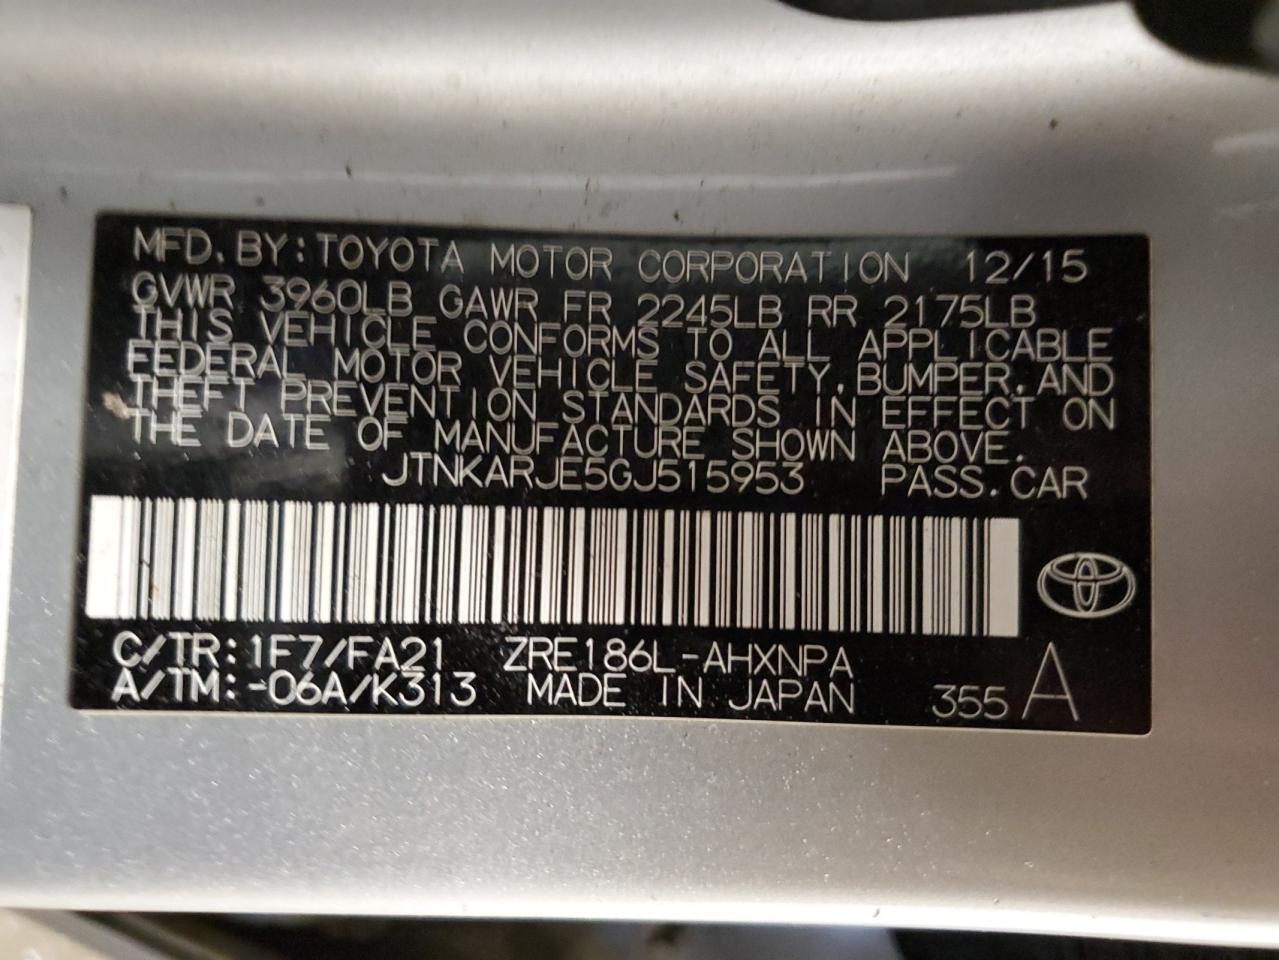 MFD. BY: TOYOTA MOTOR CORPORATION 12/15
GVWR 3960LB GAWR FR 2245LB RR 2175LB
THIS VEHICLE CONFORMS TO ALL APPLICABLE
FEDERAL MOTOR VEHICLE SAFETY, BUMPER, AND
THEFT PREVENTION STANDARDS IN EFFECT ON
THE DATE OF MANUFACTURE SHOWN ABOVE.
JTNKARJE5GJ515953 PASS. CAR
C/TR: 1F7/FA21 ZRE186L-AHXNPA
A/TM: -06A/K313 MADE IN JAPAN 355 A